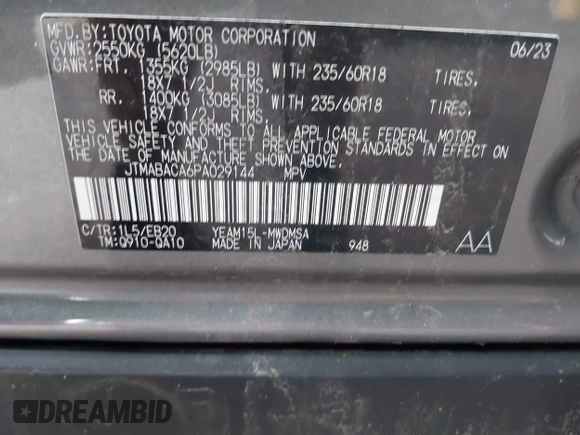 MFD.BY:TOYOTA MOTOR CORPORATION 06/23
GVWR:2550KG (5620LB)
GAWR:FRT. 1355KG (2985LB) WITH 235/60R18 TIRES.
18X7 1/2J RIMS.
RR. 1400KG (3085LB) WITH 235/60R18 TIRES.
18X7 1/2J RIMS.
THIS VEHICLE CONFORMS TO ALL APPLICABLE FEDERAL MOTOR
VEHICLE SAFETY AND THEFT PREVENTION STANDARDS IN EFFECT ON
THE DATE OF MANUFACTURE SHOWN ABOVE.
JTMABACA6PA029144 MPV
C/TR:1L5/EB20 YEAM15L-MWDMSA
TM:Q910-QA10 MADE IN JAPAN 948 AA
DREAMBID